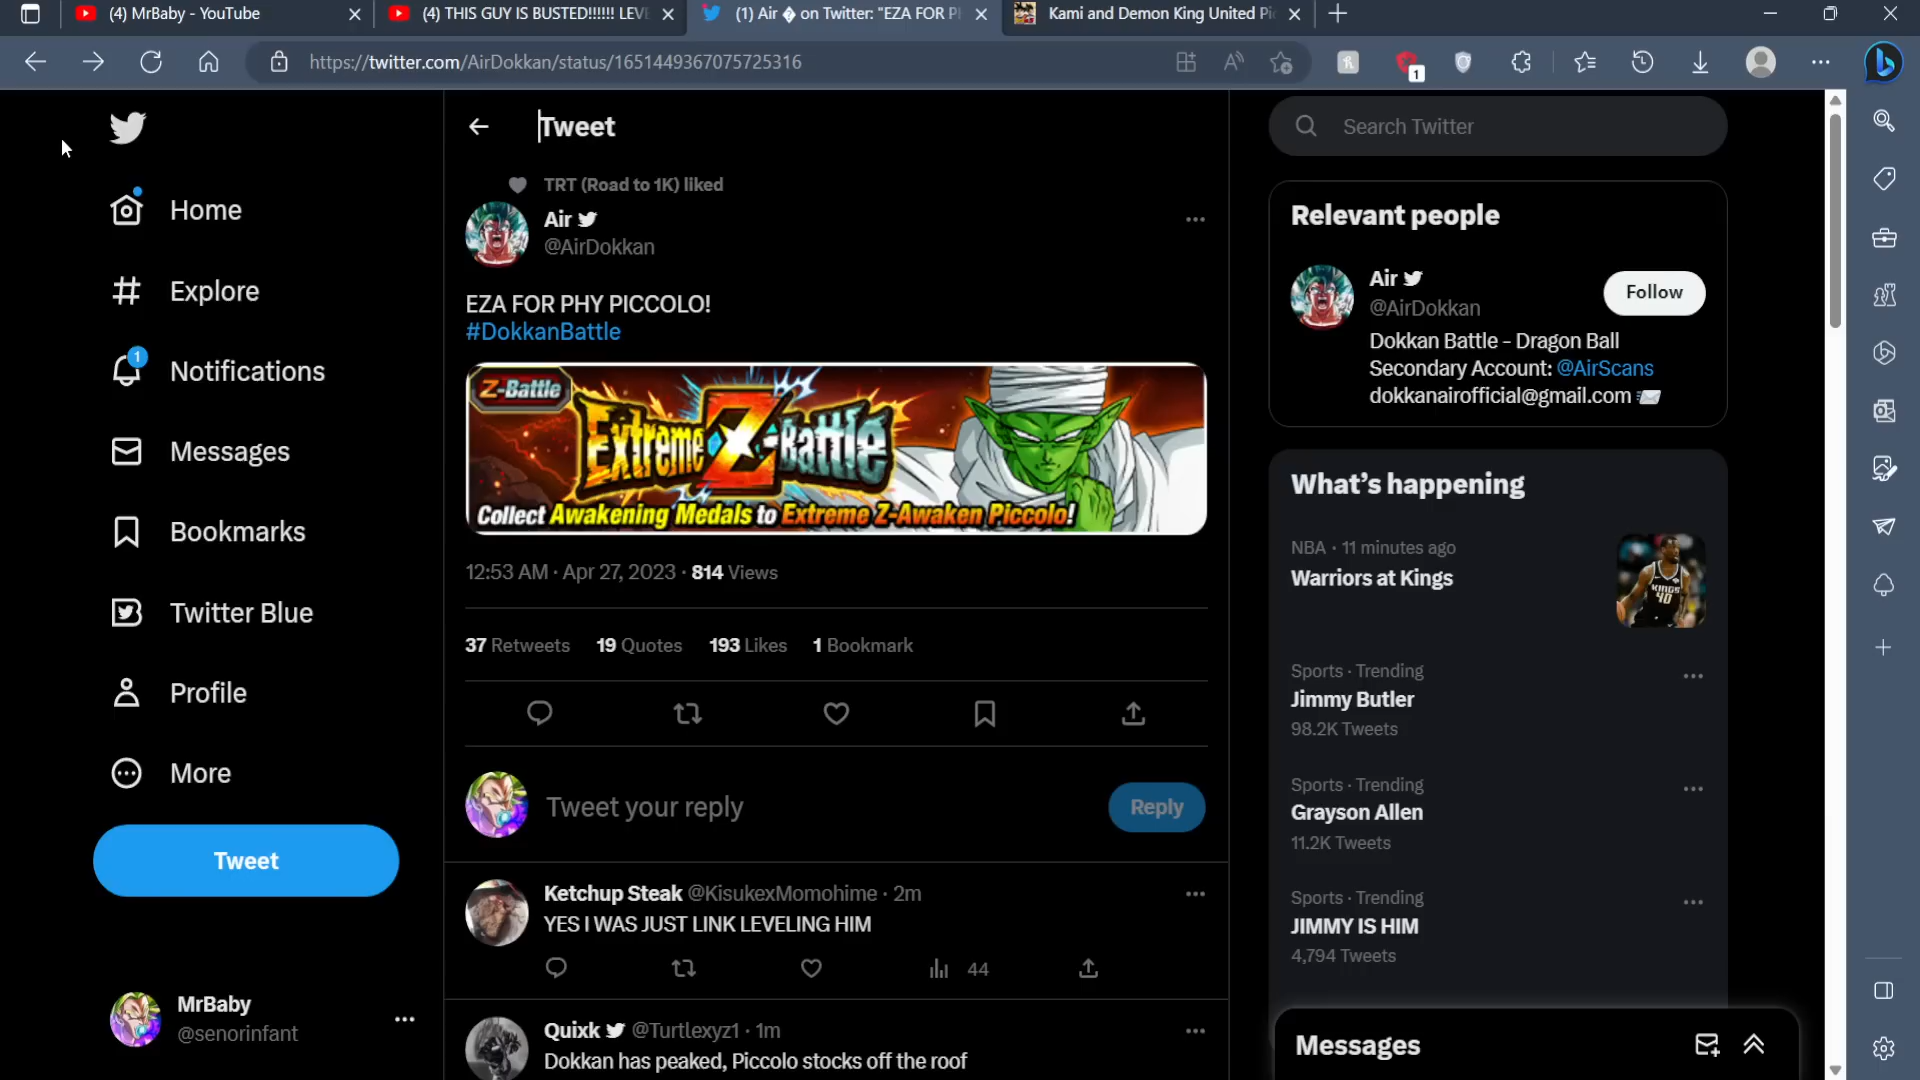 (4) MrBaby - YouTube
(4) THIS GUY IS BUSTED!!!!!! LEVE
(1) Air � on Twitter: "EZA FOR P
Kami and Demon King United Pi
https://twitter.com/AirDokkan/status/1651449367075725316
1
Home
Explore
1
Notifications
Messages
Bookmarks
Twitter Blue
Profile
More
Tweet
MrBaby
@senorinfant
Tweet
TRT (Road to 1K) liked
Air
@AirDokkan
EZA FOR PHY PICCOLO!
#DokkanBattle
Z-Battle
Extreme Z-Battle
Collect Awakening Medals to Extreme Z-Awaken Piccolo!
12:53 AM · Apr 27, 2023 · 814 Views
37 Retweets 19 Quotes 193 Likes 1 Bookmark
Tweet your reply
Reply
Ketchup Steak @KisukexMomohime · 2m
YES I WAS JUST LINK LEVELING HIM
44
Quixk @Turtlexyz1 · 1m
Dokkan has peaked, Piccolo stocks off the roof
Search Twitter
Relevant people
Air
@AirDokkan
Follow
Dokkan Battle - Dragon Ball
Secondary Account: @AirScans
dokkanairofficial@gmail.com
What's happening
NBA · 11 minutes ago
Warriors at Kings
KINGS
40
Sports · Trending
Jimmy Butler
98.2K Tweets
Sports · Trending
Grayson Allen
11.2K Tweets
Sports · Trending
JIMMY IS HIM
4,794 Tweets
Messages